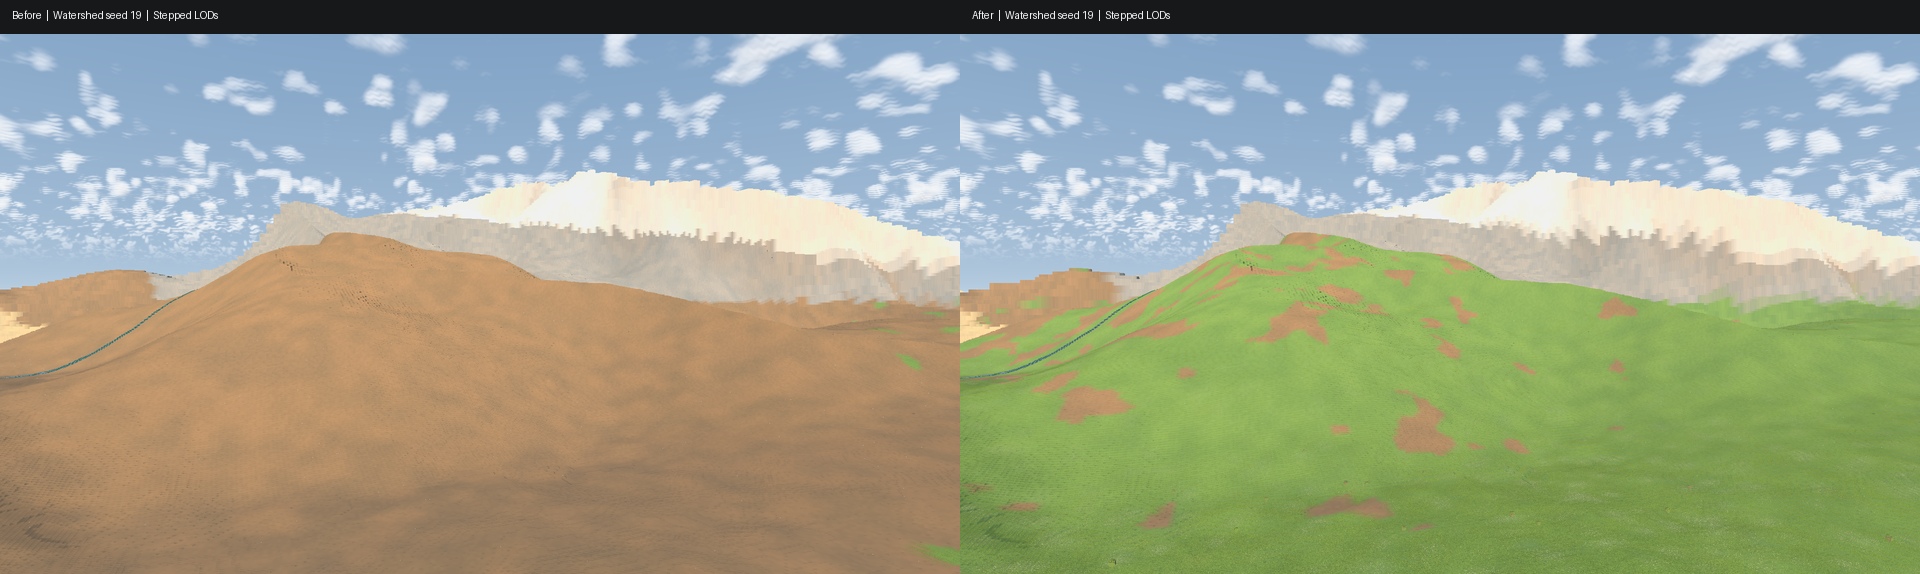 Before | Watershed seed 19 | Stepped LODs
After | Watershed seed 19 | Stepped LODs